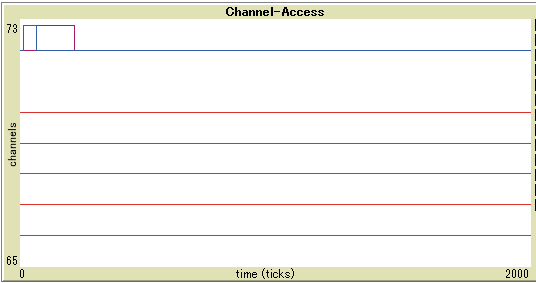 Channel-Access
73
channels
65
0
time (ticks)
2000